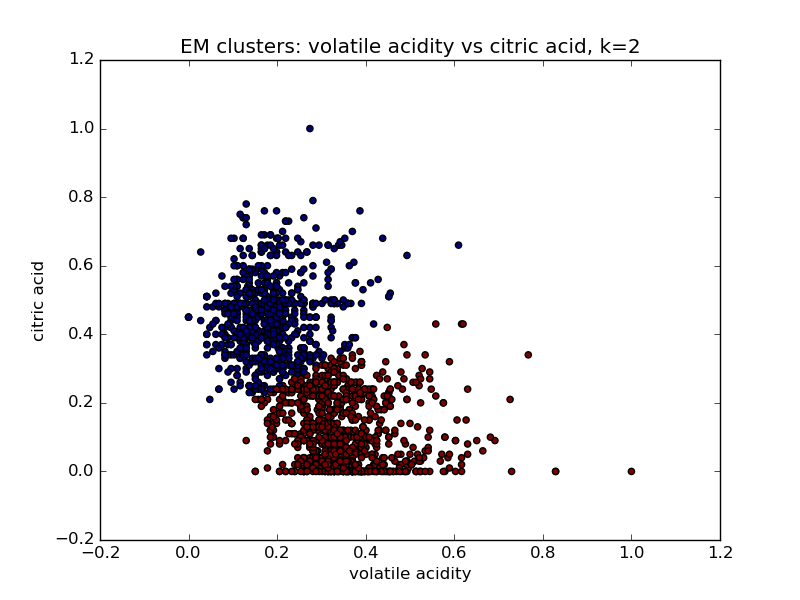 EM clusters: volatile acidity vs citric acid, k=2
1.2
1.0
0.8
0.6
0.4
0.2
0.0
−0.2
citric acid
−0.2 0.0 0.2 0.4 0.6 0.8 1.0 1.2
volatile acidity